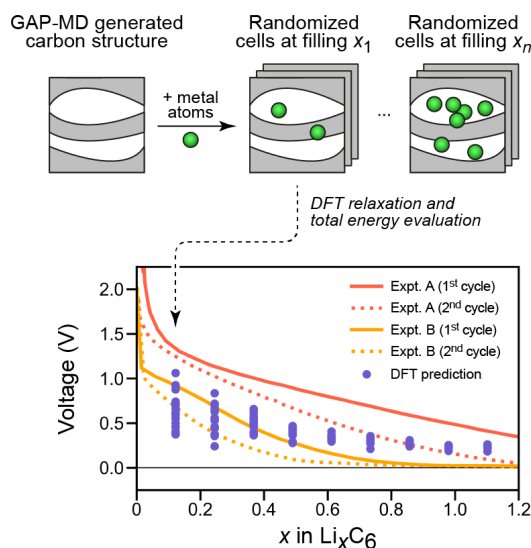 GAP-MD generated
carbon structure
Randomized
cells at filling x1
Randomized
cells at filling xn
+ metal
atoms
...
DFT relaxation and
total energy evaluation
Voltage (V)
2.0
1.5
1.0
0.5
0.0
Expt. A (1st cycle)
Expt. A (2nd cycle)
Expt. B (1st cycle)
Expt. B (2nd cycle)
DFT prediction
0 0.2 0.4 0.6 0.8 1.0 1.2
x in LixC6